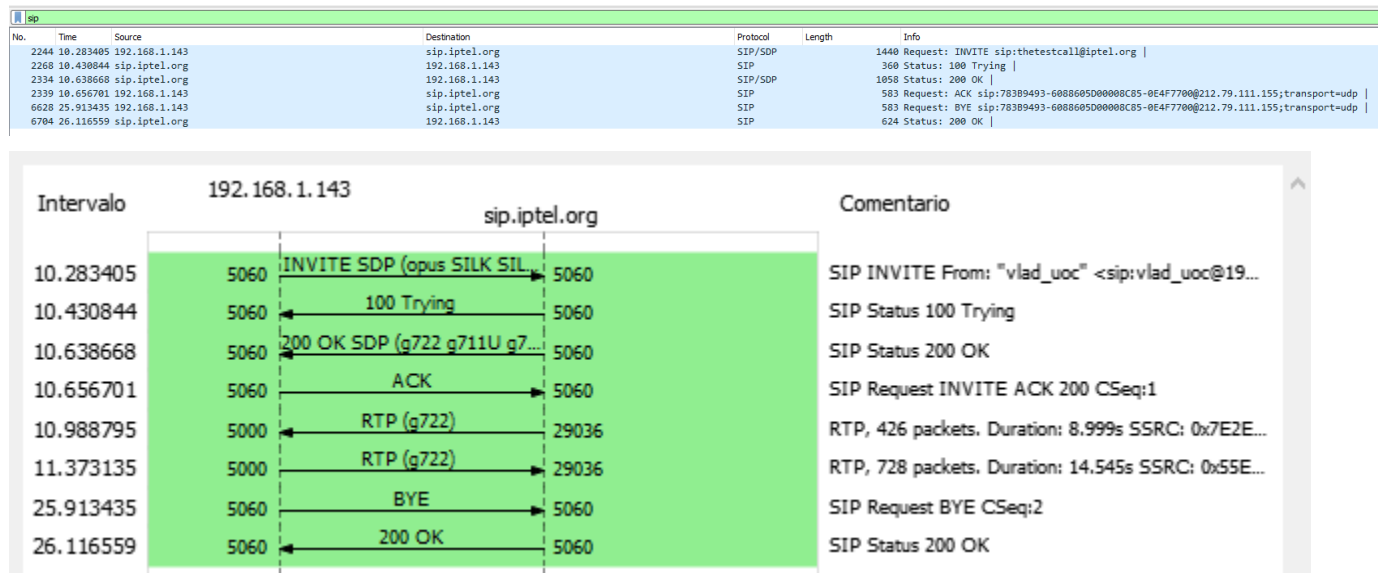 sip
No. Time Source Destination Protocol Length Info
2244 10.283405 192.168.1.143 sip.iptel.org SIP/SDP 1440 Request: INVITE sip:thetestcall@iptel.org |
2268 10.430844 sip.iptel.org 192.168.1.143 SIP 360 Status: 100 Trying |
2334 10.638668 sip.iptel.org 192.168.1.143 SIP/SDP 1058 Status: 200 OK |
2339 10.656701 192.168.1.143 sip.iptel.org SIP 583 Request: ACK sip:783B9493-6088605D00008C85-0E4F7700@212.79.111.155;transport=udp |
6628 25.913435 192.168.1.143 sip.iptel.org SIP 583 Request: BYE sip:783B9493-6088605D00008C85-0E4F7700@212.79.111.155;transport=udp |
6704 26.116559 sip.iptel.org 192.168.1.143 SIP 624 Status: 200 OK |
Intervalo 192.168.1.143 sip.iptel.org Comentario
10.283405 5060 INVITE SDP (opus SILK SIL... 5060 SIP INVITE From: "vlad_uoc" <sip:vlad_uoc@19...
10.430844 5060 100 Trying 5060 SIP Status 100 Trying
10.638668 5060 200 OK SDP (g722 g711U g7... 5060 SIP Status 200 OK
10.656701 5060 ACK 5060 SIP Request INVITE ACK 200 CSeq:1
10.988795 5000 RTP (g722) 29036 RTP, 426 packets. Duration: 8.999s SSRC: 0x7E2E...
11.373135 5000 RTP (g722) 29036 RTP, 728 packets. Duration: 14.545s SSRC: 0x55E...
25.913435 5060 BYE 5060 SIP Request BYE CSeq:2
26.116559 5060 200 OK 5060 SIP Status 200 OK